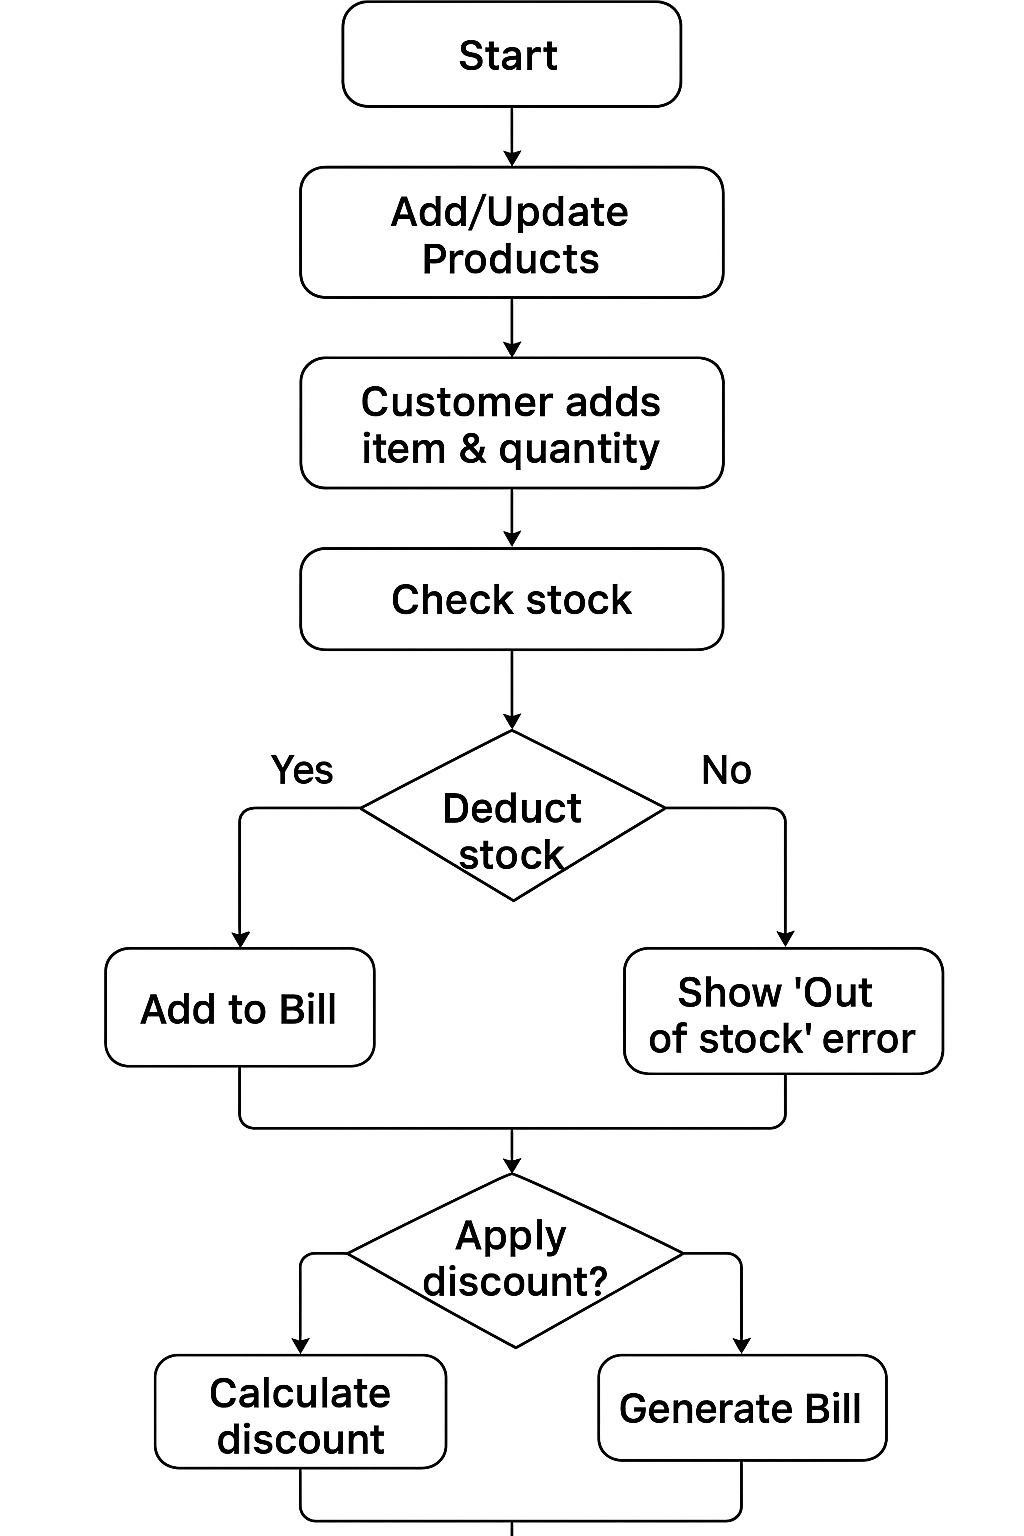 Start
Add/Update
Products
Customer adds
item & quantity
Check stock
Yes
No
Deduct
stock
Add to Bill
Show 'Out
of stock' error
Apply
discount?
Calculate
discount
Generate Bill